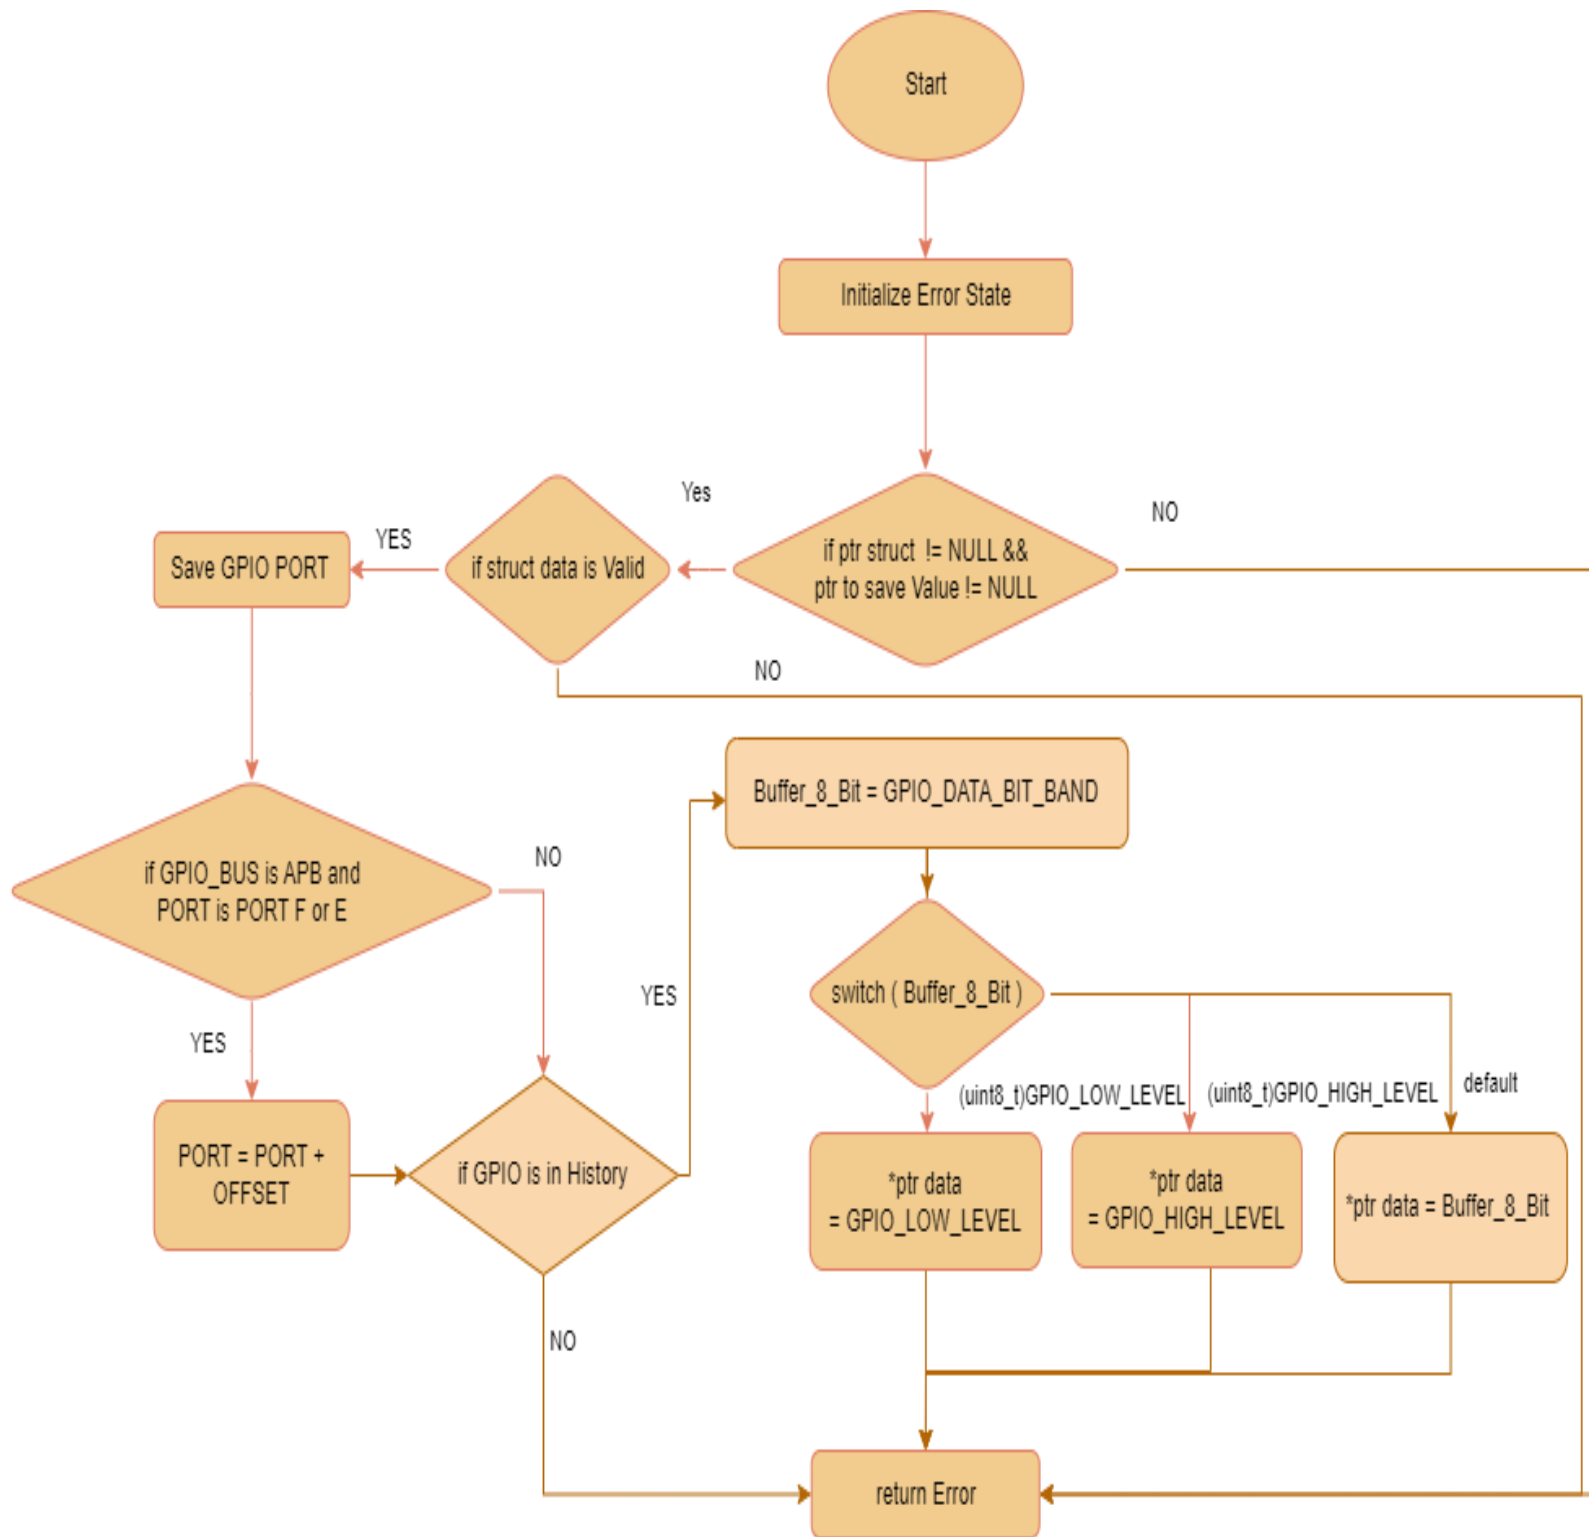 Start
Initialize Error State
if ptr struct != NULL &&
ptr to save Value != NULL
Yes
NO
if struct data is Valid
YES
NO
Save GPIO PORT
if GPIO_BUS is APB and
PORT is PORT F or E
NO
YES
PORT = PORT +
OFFSET
if GPIO is in History
YES
NO
Buffer_8_Bit = GPIO_DATA_BIT_BAND
switch ( Buffer_8_Bit )
(uint8_t)GPIO_LOW_LEVEL
(uint8_t)GPIO_HIGH_LEVEL
default
*ptr data
= GPIO_LOW_LEVEL
*ptr data
= GPIO_HIGH_LEVEL
*ptr data = Buffer_8_Bit
return Error